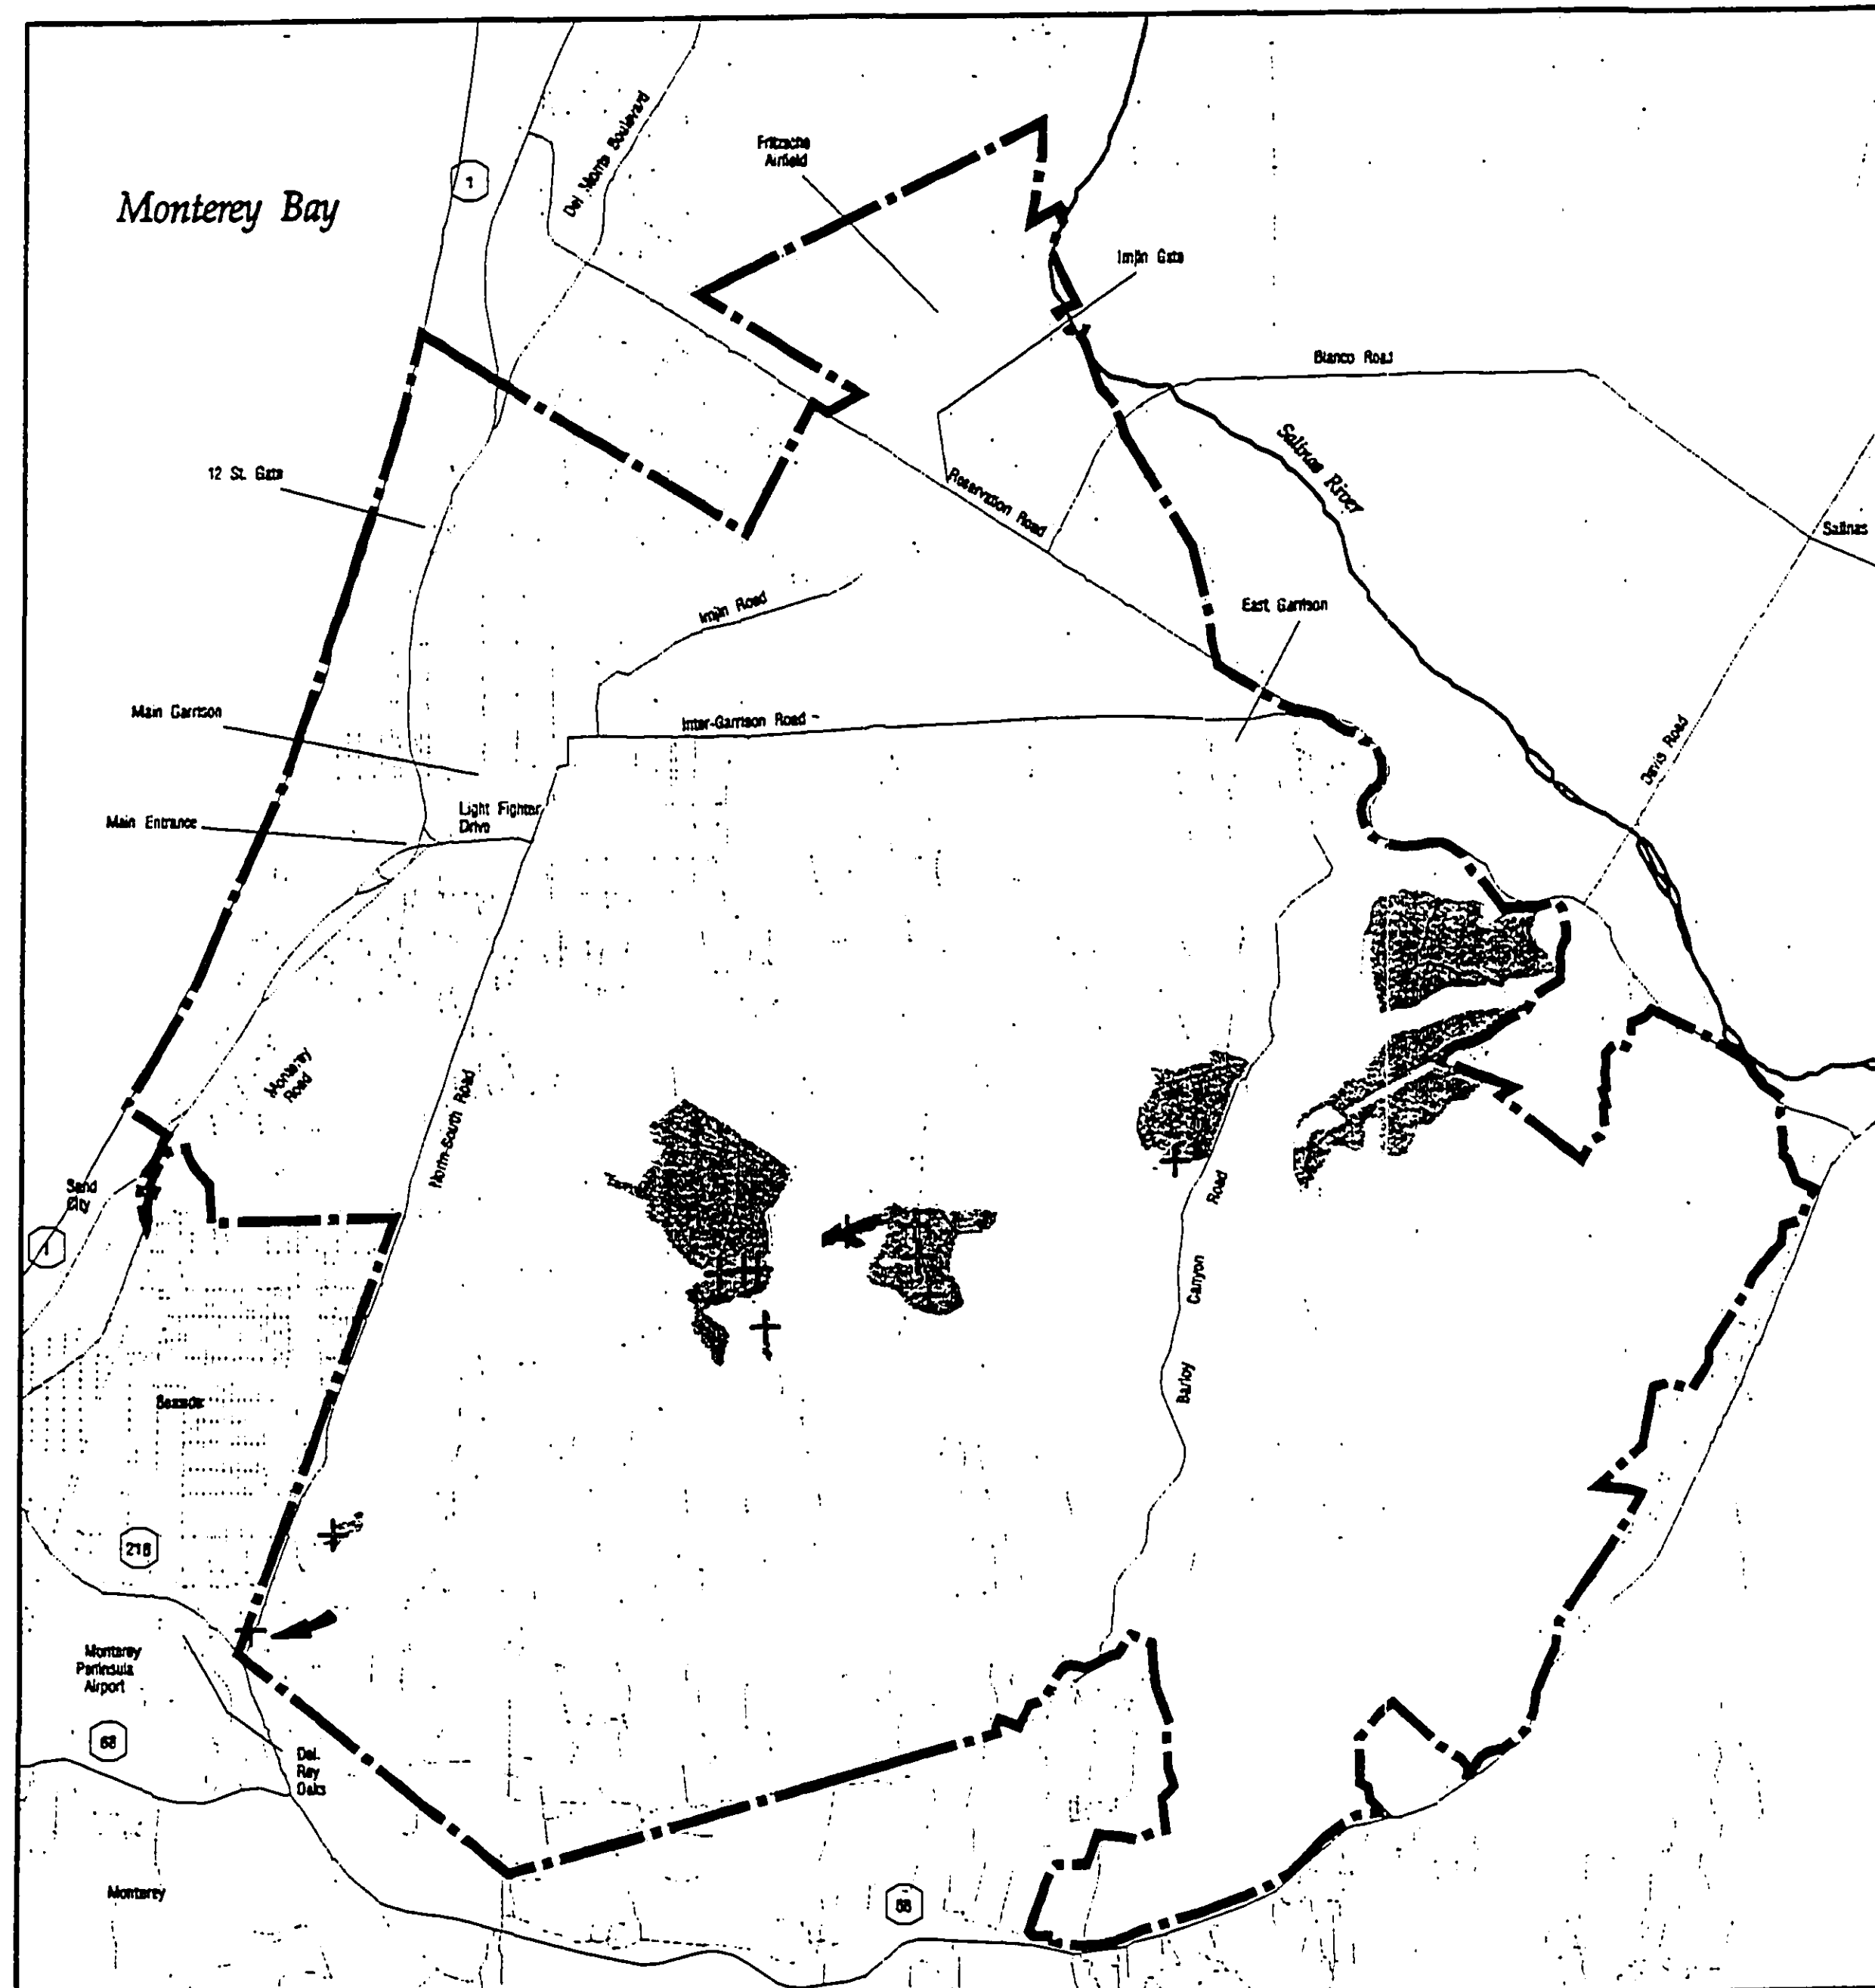 Monterey Bay
1
Del Monte Boulevard
Fritzsche
Airfield
Imjin Gate
Blanco Road
12 St. Gate
Salinas River
Reservation Road
Salinas
Imjin Road
East Garrison
Main Garrison
Inter-Garrison Road
Davis Road
Main Entrance
Light Fighter
Drive
Monterey
Road
North-South Road
Sand
City
1
Barloy Canyon Road
Seaside
218
Monterey
Peninsula
Airport
68
Del
Rey
Oaks
Monterey
68